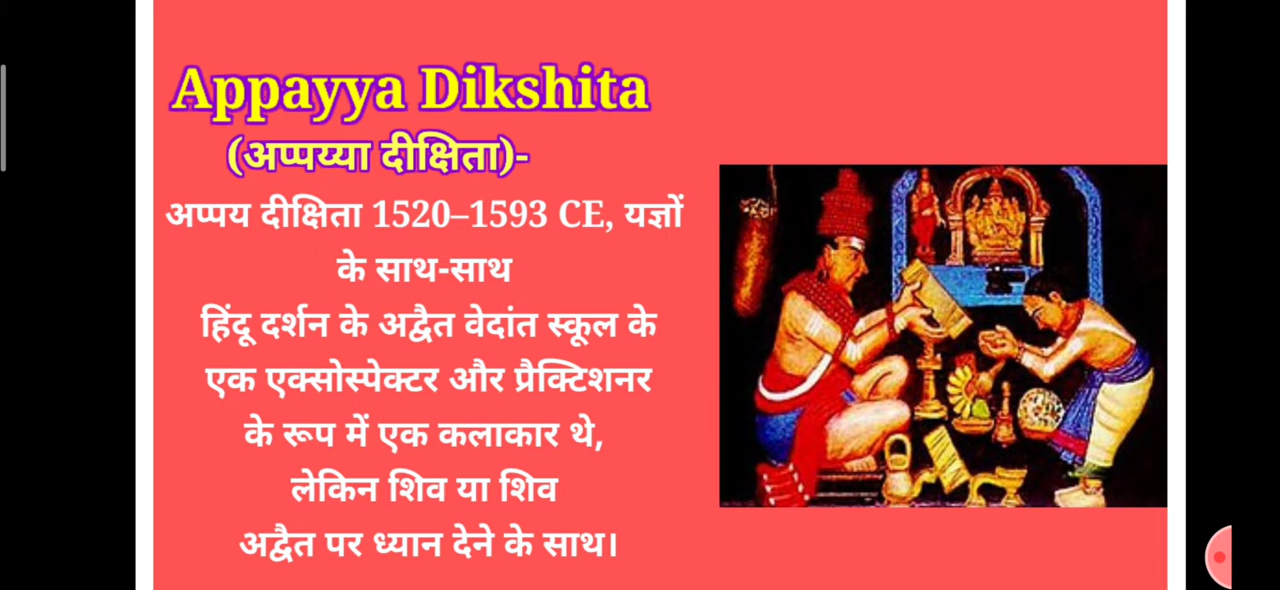 Appayya Dikshita
(अप्पय्या दीक्षिता)-
अप्पय दीक्षिता 1520–1593 CE, यज्ञों
के साथ-साथ
हिंदू दर्शन के अद्वैत वेदांत स्कूल के
एक एक्सोस्पेक्टर और प्रैक्टिशनर
के रूप में एक कलाकार थे,
लेकिन शिव या शिव
अद्वैत पर ध्यान देने के साथ।